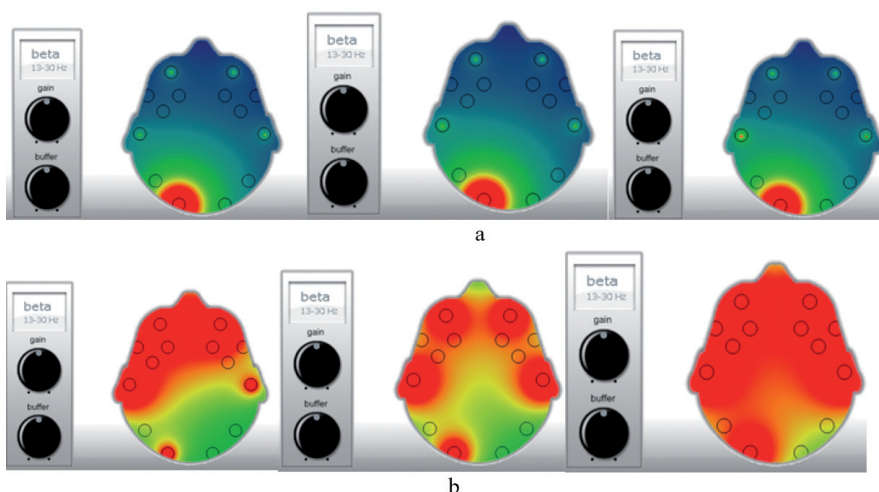 beta
13-30 Hz
gain
buffer
beta
13-30 Hz
gain
buffer
beta
13-30 Hz
gain
buffer
a
beta
13-30 Hz
gain
buffer
beta
13-30 Hz
gain
buffer
beta
13-30 Hz
gain
buffer
b